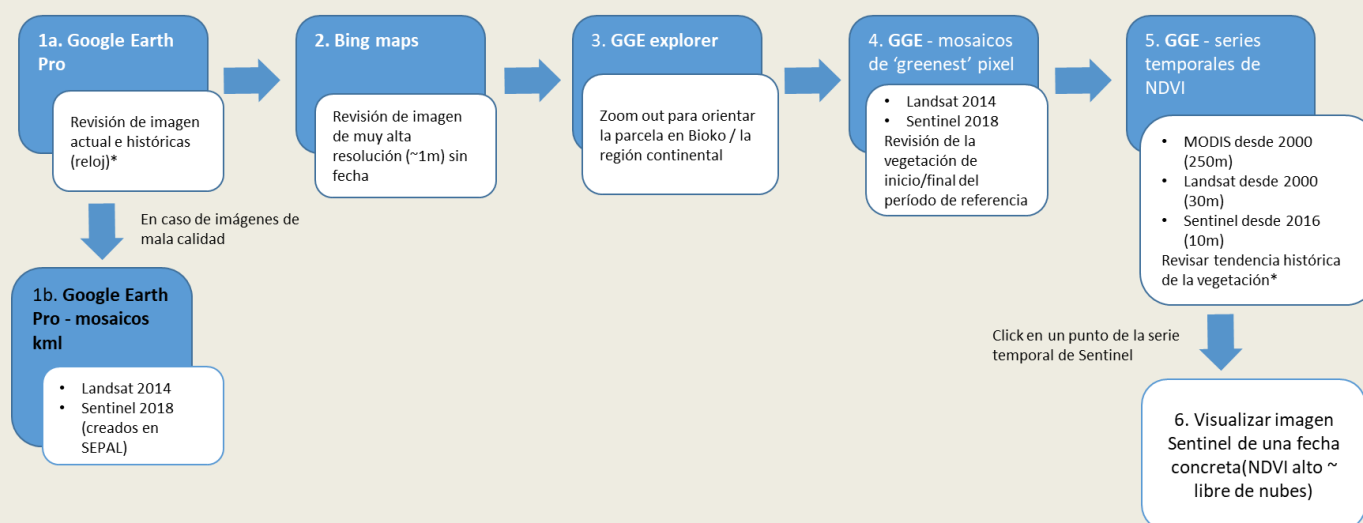 1a. Google Earth
Pro
Revisión de imagen
actual e históricas
(reloj)*
En caso de imágenes de
mala calidad
1b. Google Earth
Pro - mosaicos
kml
• Landsat 2014
• Sentinel 2018
(creados en
SEPAL)
2. Bing maps
Revisión de imagen
de muy alta
resolución (~1m) sin
fecha
3. GGE explorer
Zoom out para orientar
la parcela en Bioko / la
región continental
4. GGE - mosaicos
de ‘greenest’ pixel
• Landsat 2014
• Sentinel 2018
Revisión de la
vegetación de
inicio/final del
período de referencia
5. GGE - series
temporales de
NDVI
• MODIS desde 2000
(250m)
• Landsat desde 2000
(30m)
• Sentinel desde 2016
(10m)
Revisar tendencia histórica
de la vegetación*
Click en un punto de la serie
temporal de Sentinel
6. Visualizar imagen
Sentinel de una fecha
concreta(NDVI alto ~
libre de nubes)